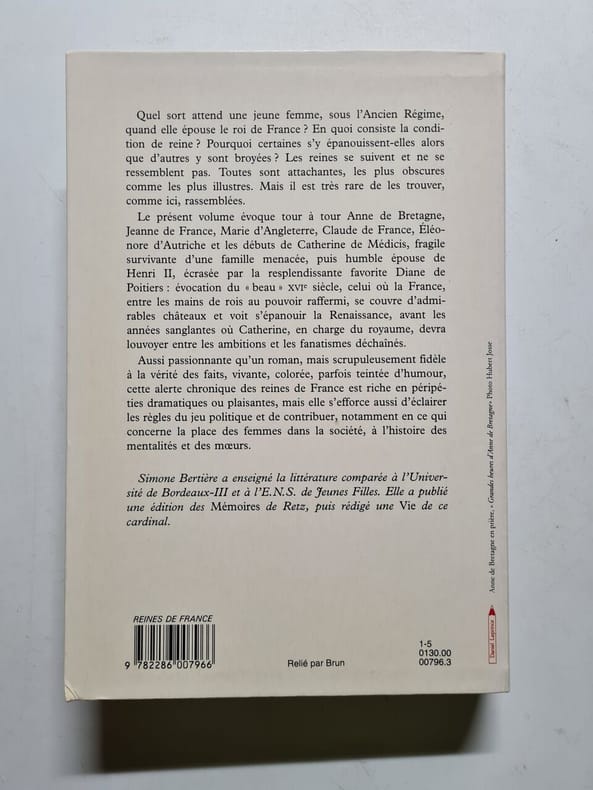 Quel sort attend une jeune femme, sous l'Ancien Régime,
quand elle épouse le roi de France ? En quoi consiste la condi-
tion de reine ? Pourquoi certaines s'y épanouissent-elles alors
que d'autres y sont broyées ? Les reines se suivent et ne se
ressemblent pas. Toutes sont attachantes, les plus obscures
comme les plus illustres. Mais il est très rare de les trouver,
comme ici, rassemblées.
Le présent volume évoque tour à tour Anne de Bretagne,
Jeanne de France, Marie d'Angleterre, Claude de France, Éléo-
nore d'Autriche et les débuts de Catherine de Médicis, fragile
survivante d'une famille menacée, puis humble épouse de
Henri II, écrasée par la resplendissante favorite Diane de
Poitiers : évocation du « beau » XVIe siècle, celui où la France,
entre les mains de rois au pouvoir raffermi, se couvre d'admi-
rables châteaux et voit s'épanouir la Renaissance, avant les
années sanglantes où Catherine, en charge du royaume, devra
louvoyer entre les ambitions et les fanatismes déchaînés.
Aussi passionnante qu'un roman, mais scrupuleusement fidèle
à la vérité des faits, vivante, colorée, parfois teintée d'humour,
cette alerte chronique des reines de France est riche en péripé-
ties dramatiques ou plaisantes, mais elle s'efforce aussi d'éclairer
les règles du jeu politique et de contribuer, notamment en ce qui
concerne la place des femmes dans la société, à l'histoire des
mentalités et des mœurs.
Simone Bertière a enseigné la littérature comparée à l'Univer-
sité de Bordeaux-III et à l'E.N.S. de Jeunes Filles. Elle a publié
une édition des Mémoires de Retz, puis rédigé une Vie de ce
cardinal.
Anne de Bretagne en prière, « Grandes heures d'Anne de Bretagne » Photo Hubert Josse
Daniel Leprince
REINES DE FRANCE
9 782286 007966
Relié par Brun
1-5
0130.00
00796.3